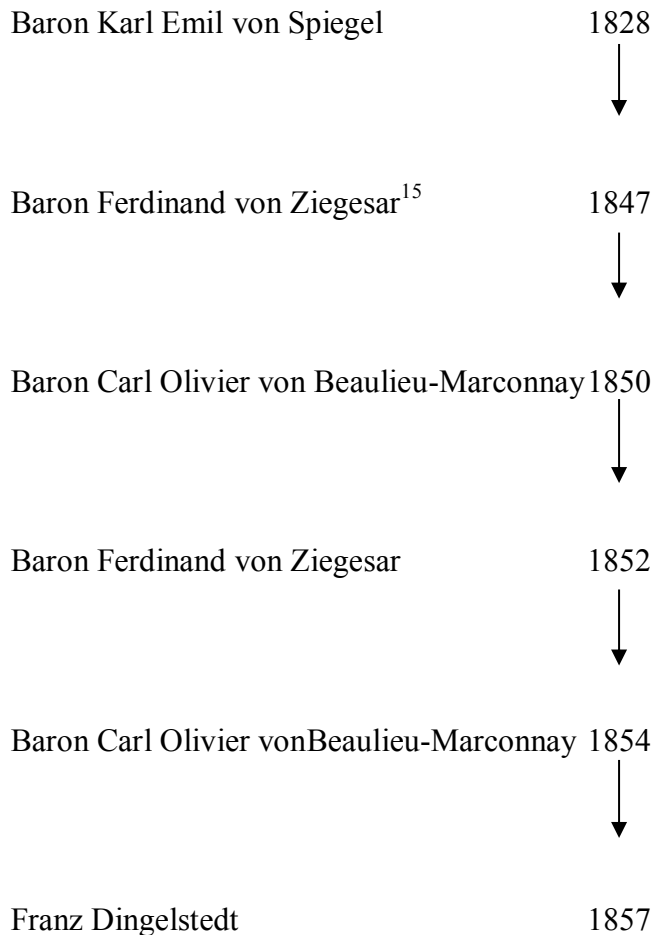 Baron Karl Emil von Spiegel 1828
Baron Ferdinand von Ziegesar15 1847
Baron Carl Olivier von Beaulieu-Marconnay1850
Baron Ferdinand von Ziegesar 1852
Baron Carl Olivier vonBeaulieu-Marconnay 1854
Franz Dingelstedt 1857